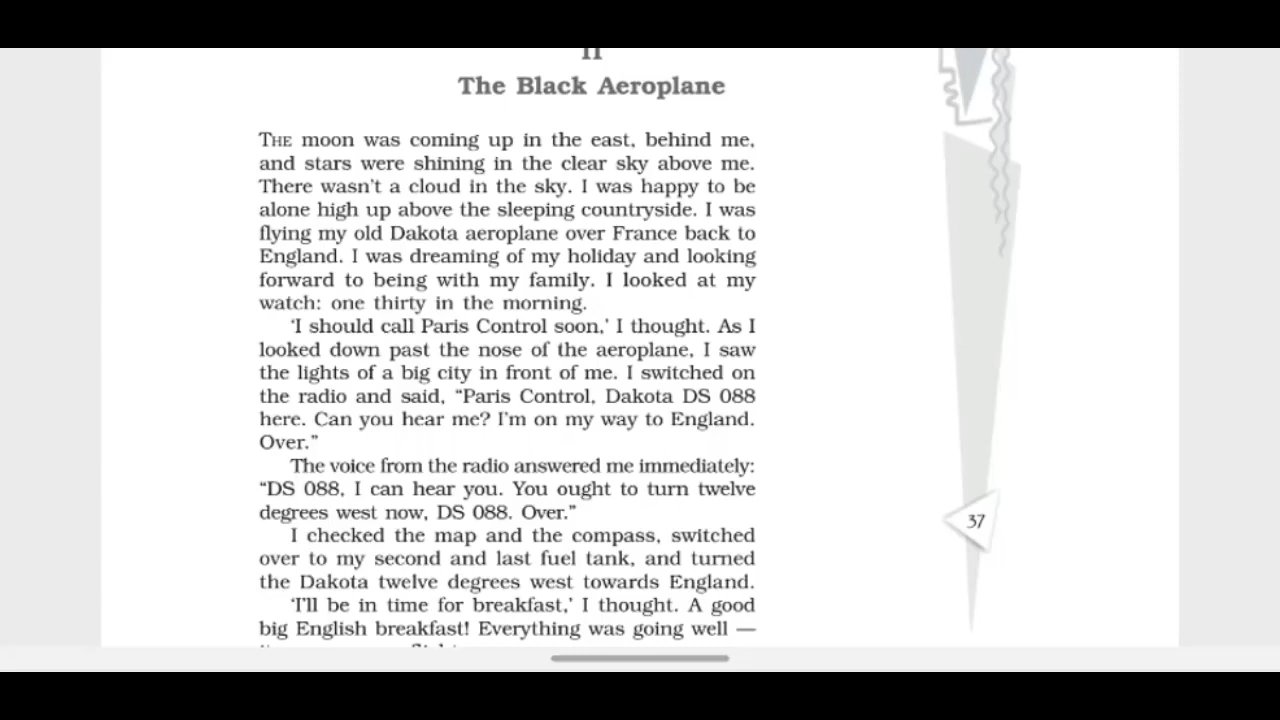 II
The Black Aeroplane
THE moon was coming up in the east, behind me,
and stars were shining in the clear sky above me.
There wasn't a cloud in the sky. I was happy to be
alone high up above the sleeping countryside. I was
flying my old Dakota aeroplane over France back to
England. I was dreaming of my holiday and looking
forward to being with my family. I looked at my
watch: one thirty in the morning.
‘I should call Paris Control soon,’ I thought. As I
looked down past the nose of the aeroplane, I saw
the lights of a big city in front of me. I switched on
the radio and said, “Paris Control, Dakota DS 088
here. Can you hear me? I'm on my way to England.
Over.”
The voice from the radio answered me immediately:
“DS 088, I can hear you. You ought to turn twelve
degrees west now, DS 088. Over.”
I checked the map and the compass, switched
over to my second and last fuel tank, and turned
the Dakota twelve degrees west towards England.
‘I'll be in time for breakfast,’ I thought. A good
big English breakfast! Everything was going well —
37